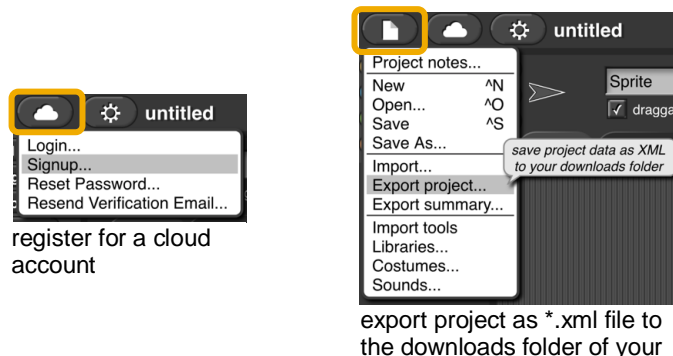 untitled
Login...
Signup...
Reset Password...
Resend Verification Email...
register for a cloud
account
untitled
Project notes...
New ^N
Open... ^O
Save ^S
Save As...
Import...
Export project...
Export summary...
Import tools
Libraries...
Costumes...
Sounds...
Sprite
save project data as XML
to your downloads folder
export project as *.xml file to
the downloads folder of your